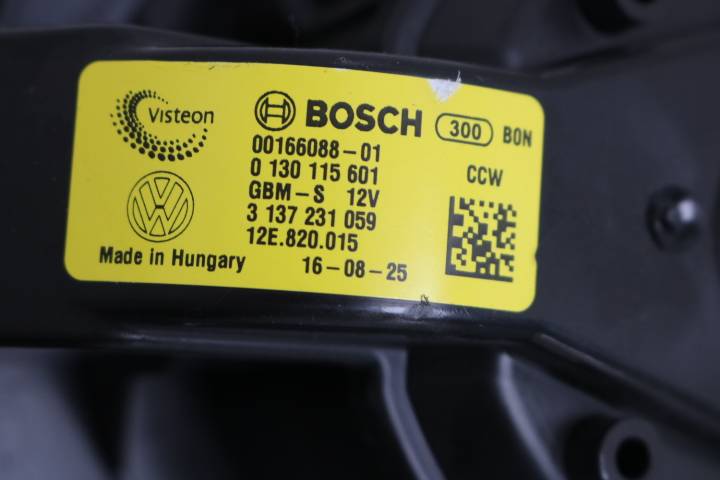 Visteon
BOSCH 300 BON
00166088-01
0 130 115 601 CCW
GBM-S 12V
3 137 231 059
12E.820.015
Made in Hungary 16-08-25